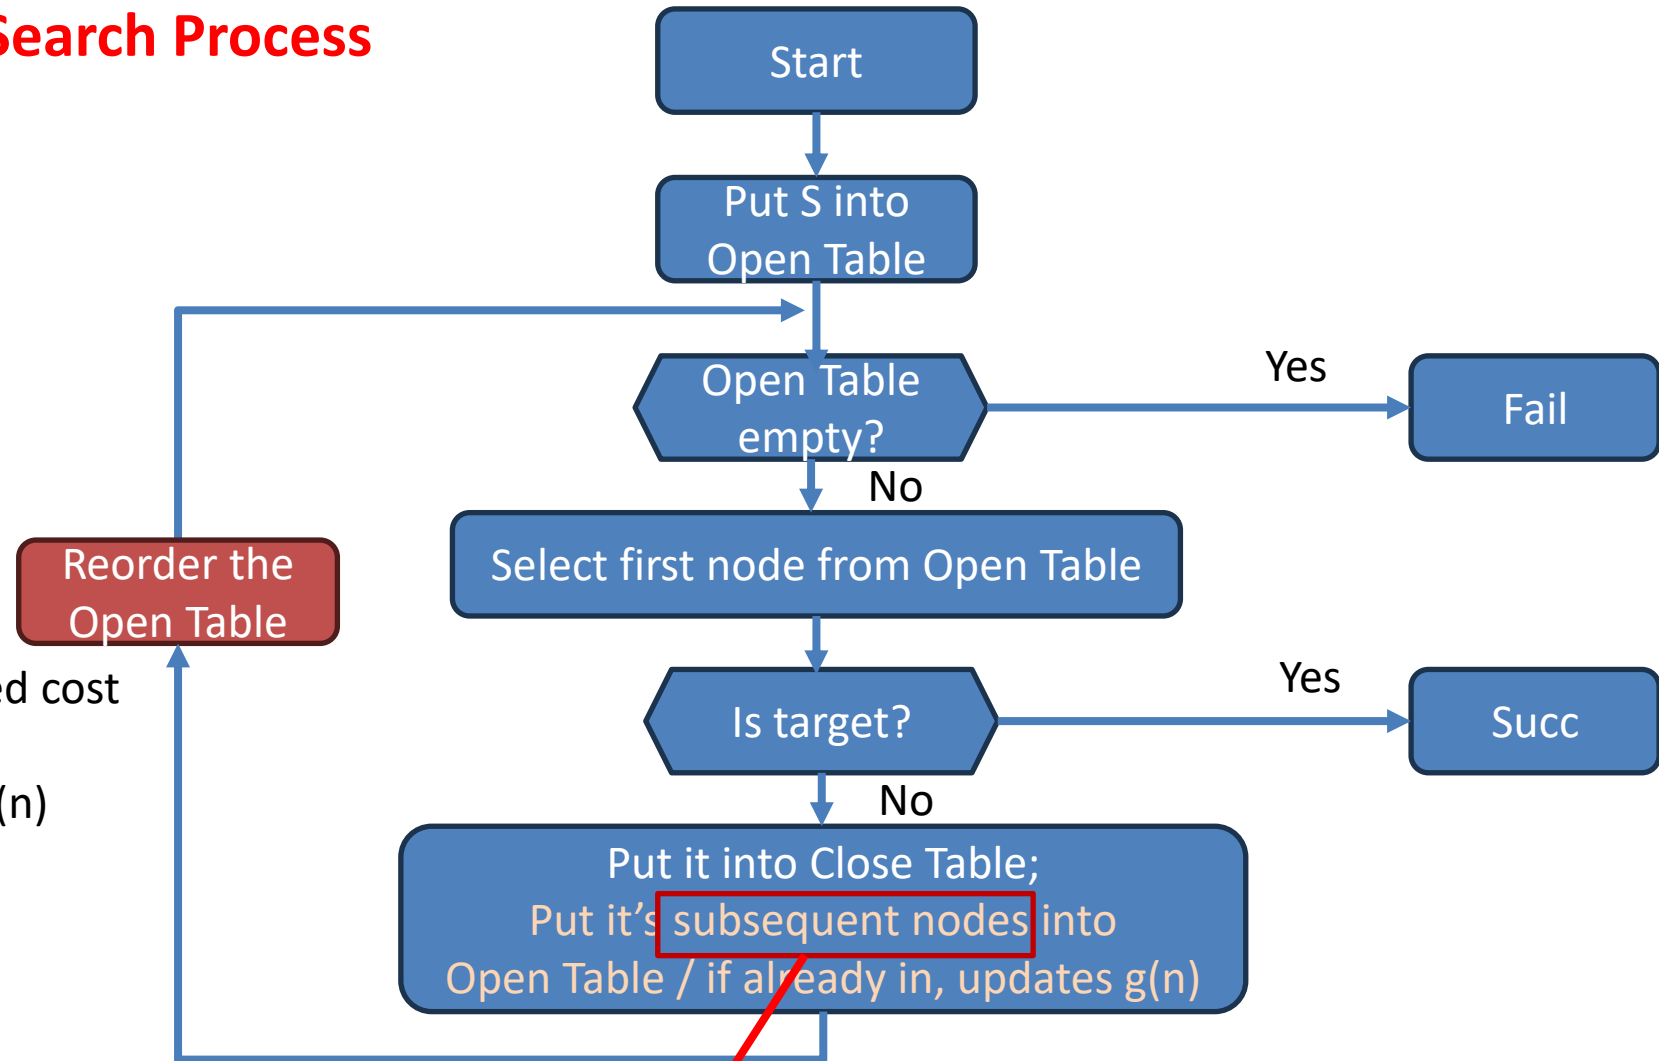 Search Process
Start
Put S into
Open Table
Open Table
empty?
Yes
Fail
No
Select first node from Open Table
Reorder the
Open Table
Is target?
Yes
Succ
ed cost
(n)
No
Put it into Close Table;
Put it’s subsequent nodes into
Open Table / if already in, updates g(n)